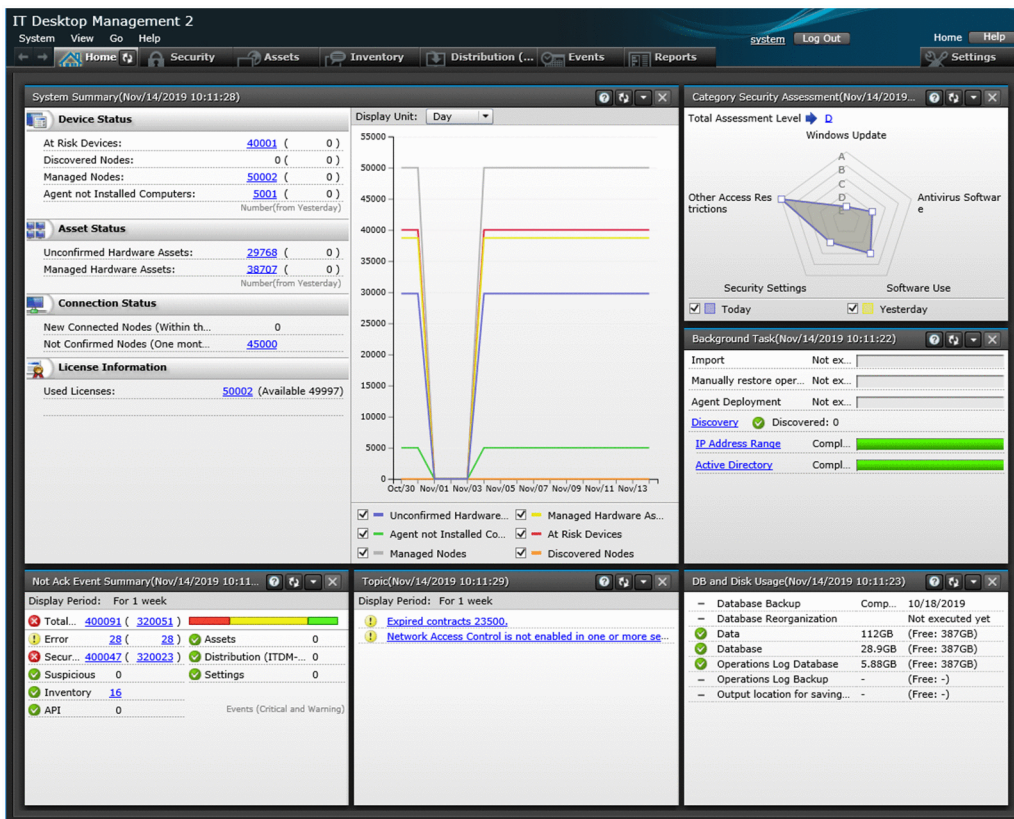 IT Desktop Management 2
System View Go Help
system Log Out Home Help
Home Security Assets Inventory Distribution (... Events Reports Settings
System Summary(Nov/14/2019 10:11:28)
Device Status
At Risk Devices: 40001 ( 0 )
Discovered Nodes: 0 ( 0 )
Managed Nodes: 50002 ( 0 )
Agent not Installed Computers: 5001 ( 0 )
Number(from Yesterday)
Asset Status
Unconfirmed Hardware Assets: 29768 ( 0 )
Managed Hardware Assets: 38707 ( 0 )
Number(from Yesterday)
Connection Status
New Connected Nodes (Within th... 0
Not Confirmed Nodes (One mont... 45000
License Information
Used Licenses: 50002 (Available 49997)
Display Unit: Day
55000
50000
45000
40000
35000
30000
25000
20000
15000
10000
5000
0
Oct/30 Nov/01 Nov/03 Nov/05 Nov/07 Nov/09 Nov/11 Nov/13
Unconfirmed Hardware... Managed Hardware As...
Agent not Installed Co... At Risk Devices
Managed Nodes Discovered Nodes
Category Security Assessment(Nov/14/2019...
Total Assessment Level D
Windows Update
A
B
C
D
E
Other Access Res
trictions
Antivirus Softwar
e
Security Settings Software Use
Today Yesterday
Background Task(Nov/14/2019 10:11:22)
Import Not ex...
Manually restore oper... Not ex...
Agent Deployment Not ex...
Discovery Discovered: 0
IP Address Range Compl...
Active Directory Compl...
Not Ack Event Summary(Nov/14/2019 10:11...
Display Period: For 1 week
Total... 400091 ( 320051 )
Error 28 ( 28 ) Assets 0
Secur... 400047 ( 320023 ) Distribution (ITDM-... 0
Suspicious 0 Settings 0
Inventory 16
API 0 Events (Critical and Warning)
Topic(Nov/14/2019 10:11:29)
Display Period: For 1 week
Expired contracts 23500.
Network Access Control is not enabled in one or more se...
DB and Disk Usage(Nov/14/2019 10:11:23)
Database Backup Comp... 10/18/2019
Database Reorganization Not executed yet
Data 112GB (Free: 387GB)
Database 28.9GB (Free: 387GB)
Operations Log Database 5.88GB (Free: 387GB)
Operations Log Backup - (Free: -)
Output location for saving... - (Free: -)